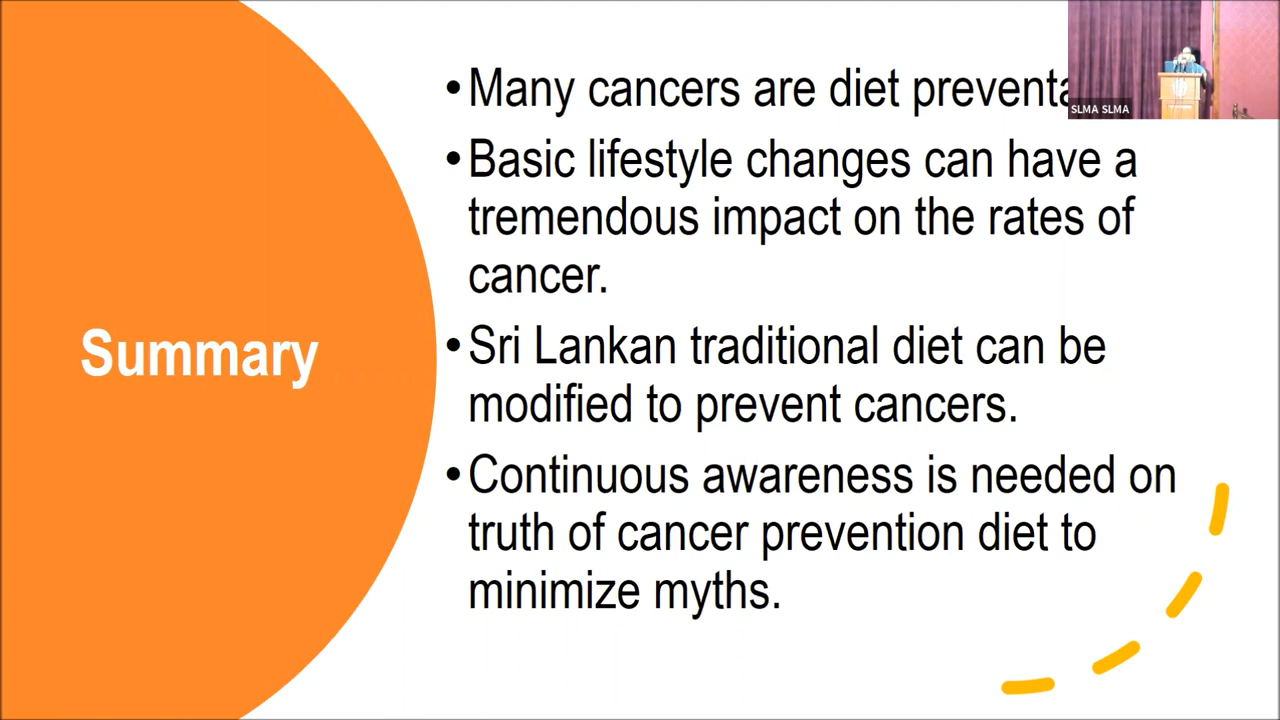 • Many cancers are diet
SLMA SLMA
• Basic lifestyle changes can have a
tremendous impact on the rates of
cancer.
Summary
• Sri Lankan traditional diet can be
modified to prevent cancers.
• Continuous awareness is needed on
truth of cancer prevention diet to
minimize myths.